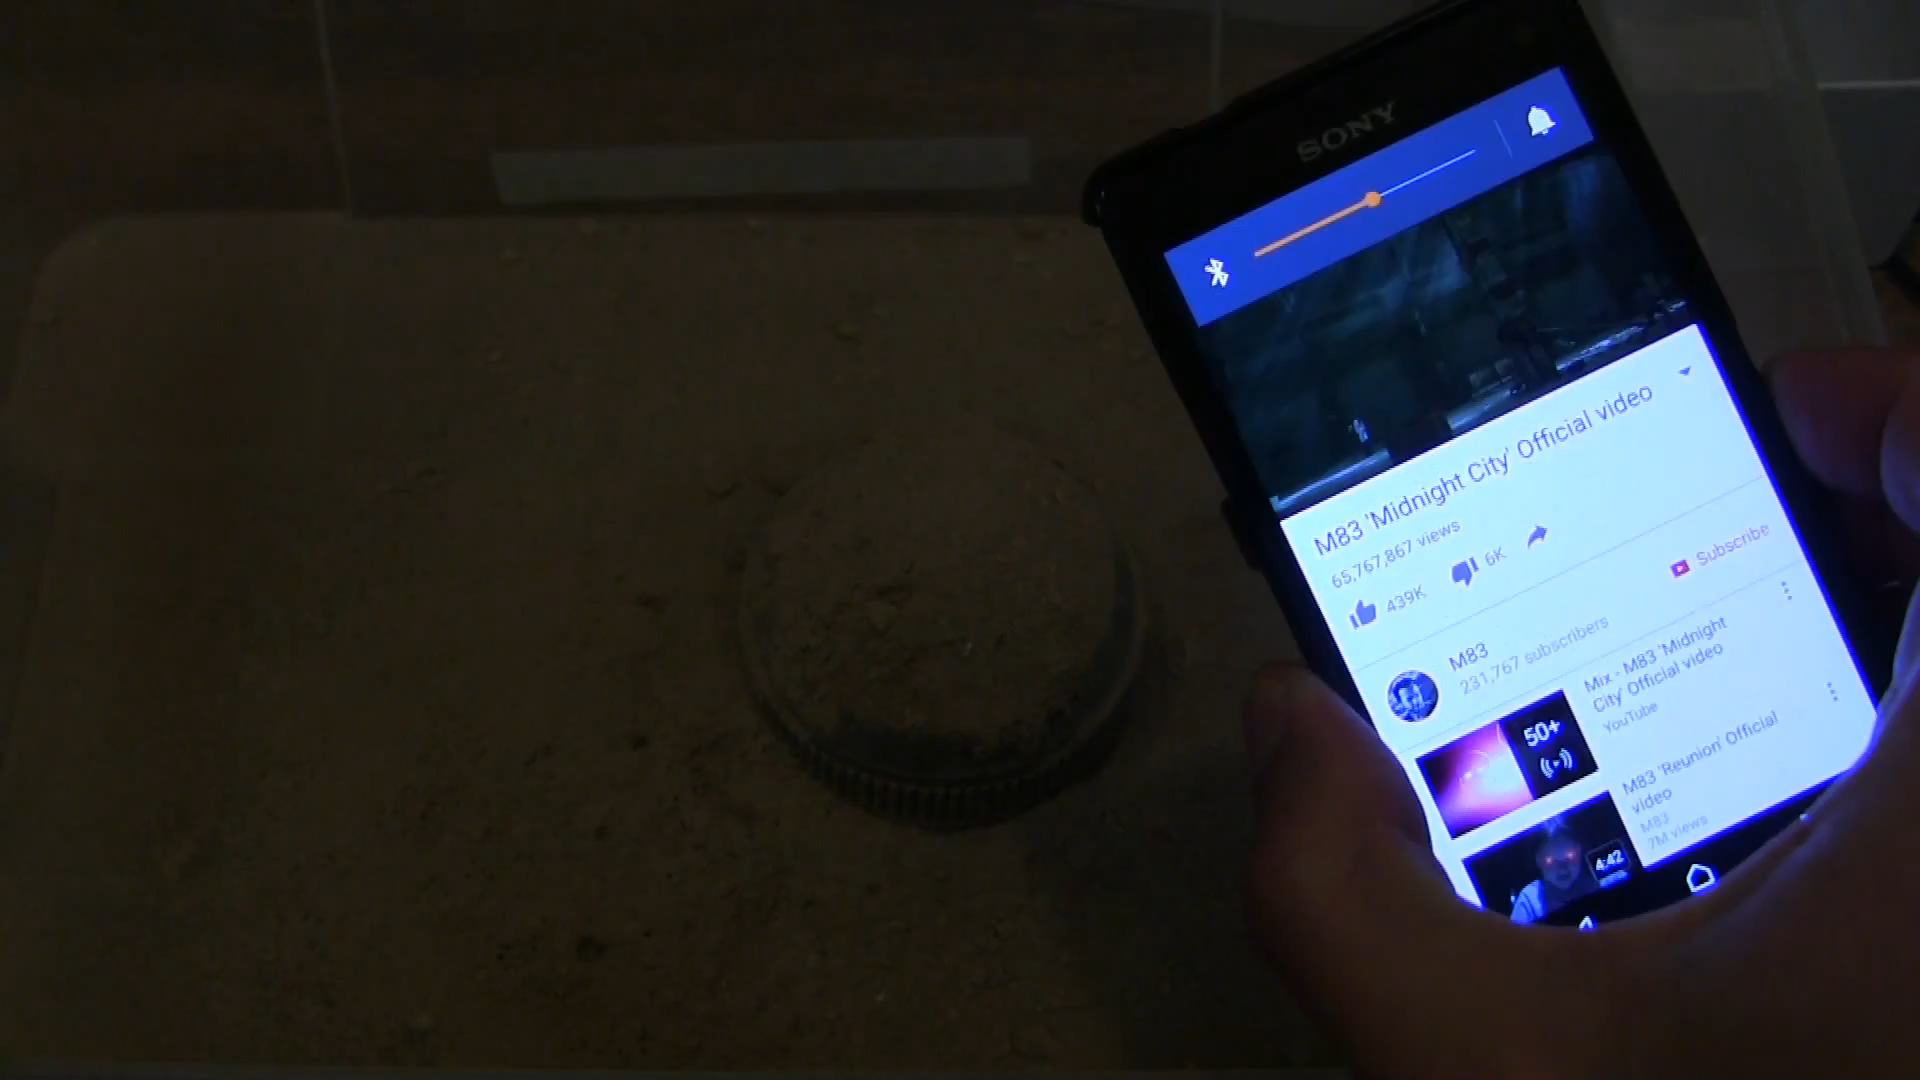 SONY
M83 'Midnight City' Official video
65,767,867 views
439K
6K
Subscribe
M83
231,767 subscribers
50+
Mix - M83 'Midnight
City' Official video
YouTube
4:42
M83 'Reunion' Official
video
M83
7M views